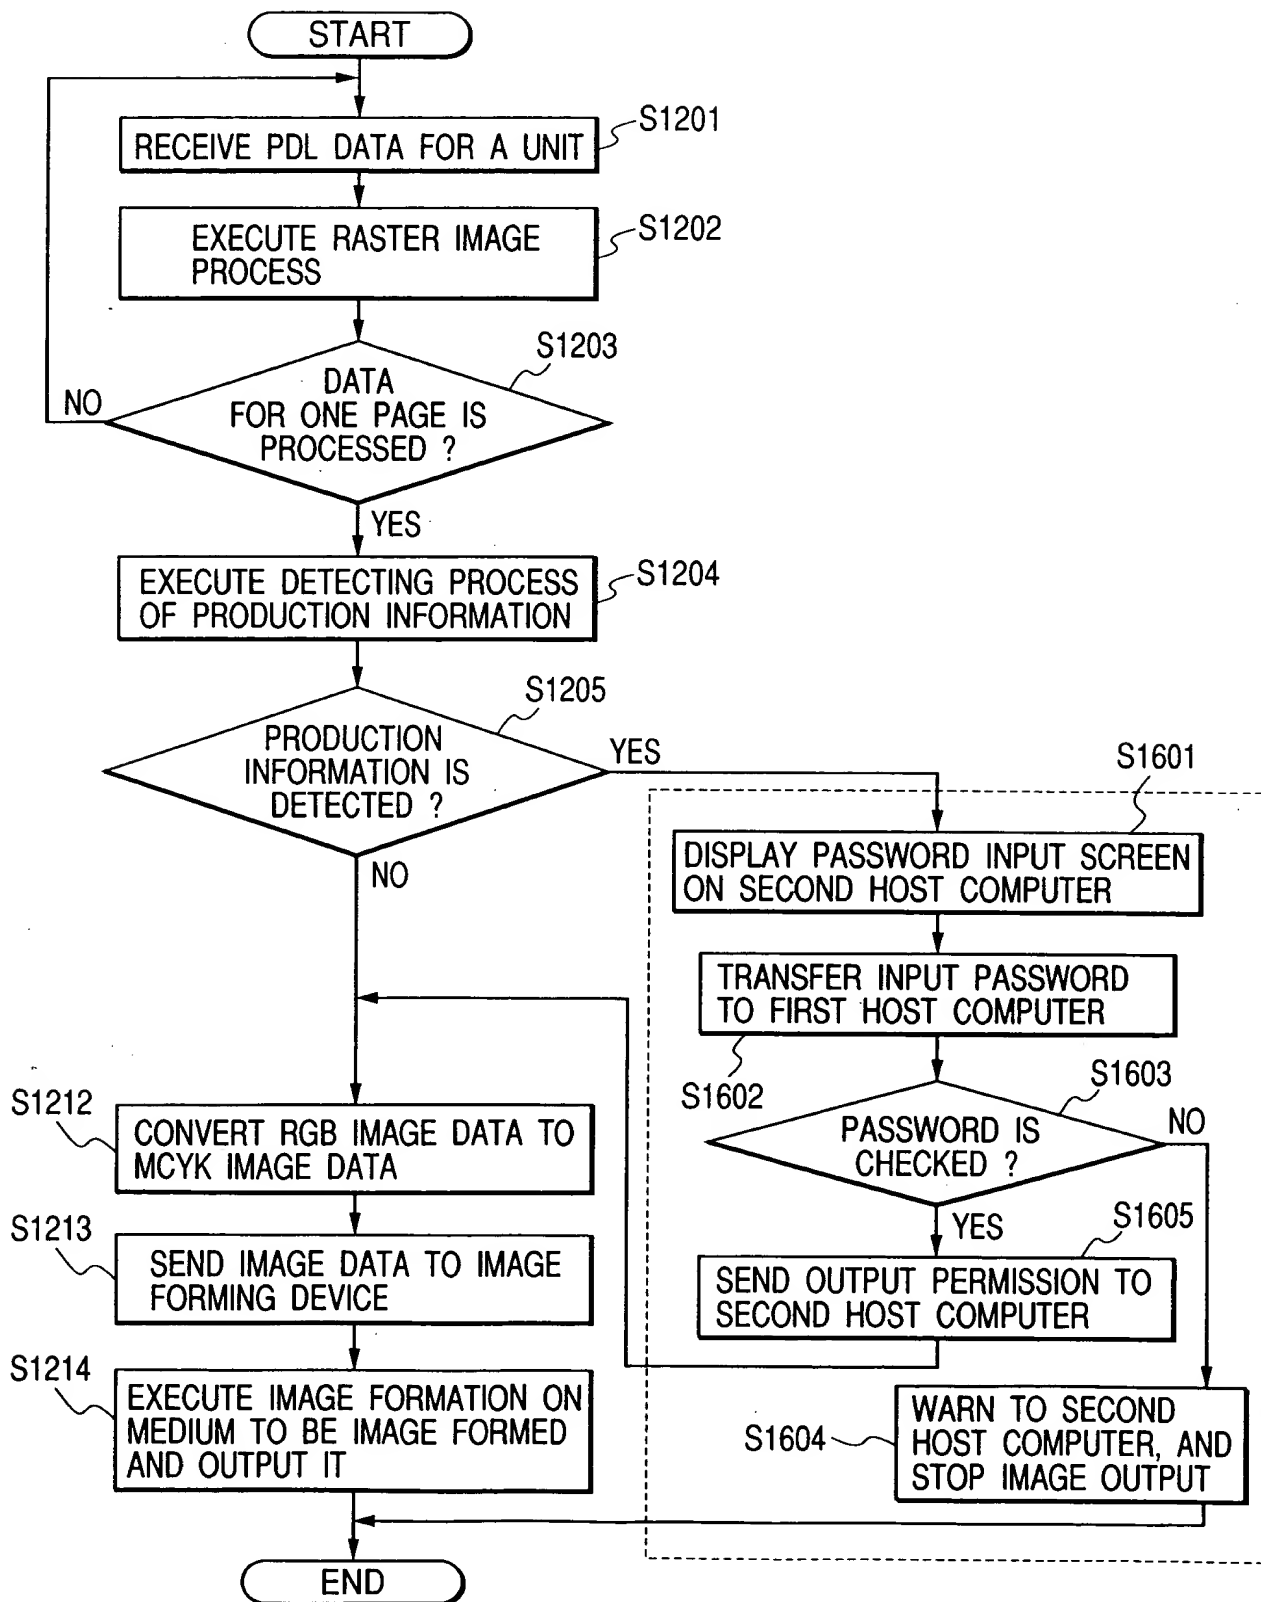 START
S1201
RECEIVE PDL DATA FOR A UNIT
S1202
EXECUTE RASTER IMAGE
PROCESS
S1203
DATA
FOR ONE PAGE IS
PROCESSED ?
NO
YES
S1204
EXECUTE DETECTING PROCESS
OF PRODUCTION INFORMATION
S1205
PRODUCTION
INFORMATION IS
DETECTED ?
YES
NO
S1601
DISPLAY PASSWORD INPUT SCREEN
ON SECOND HOST COMPUTER
TRANSFER INPUT PASSWORD
TO FIRST HOST COMPUTER
S1602
S1603
PASSWORD IS
CHECKED ?
NO
YES
S1605
SEND OUTPUT PERMISSION TO
SECOND HOST COMPUTER
S1604
WARN TO SECOND
HOST COMPUTER, AND
STOP IMAGE OUTPUT
S1212
CONVERT RGB IMAGE DATA TO
MCYK IMAGE DATA
S1213
SEND IMAGE DATA TO IMAGE
FORMING DEVICE
S1214
EXECUTE IMAGE FORMATION ON
MEDIUM TO BE IMAGE FORMED
AND OUTPUT IT
END